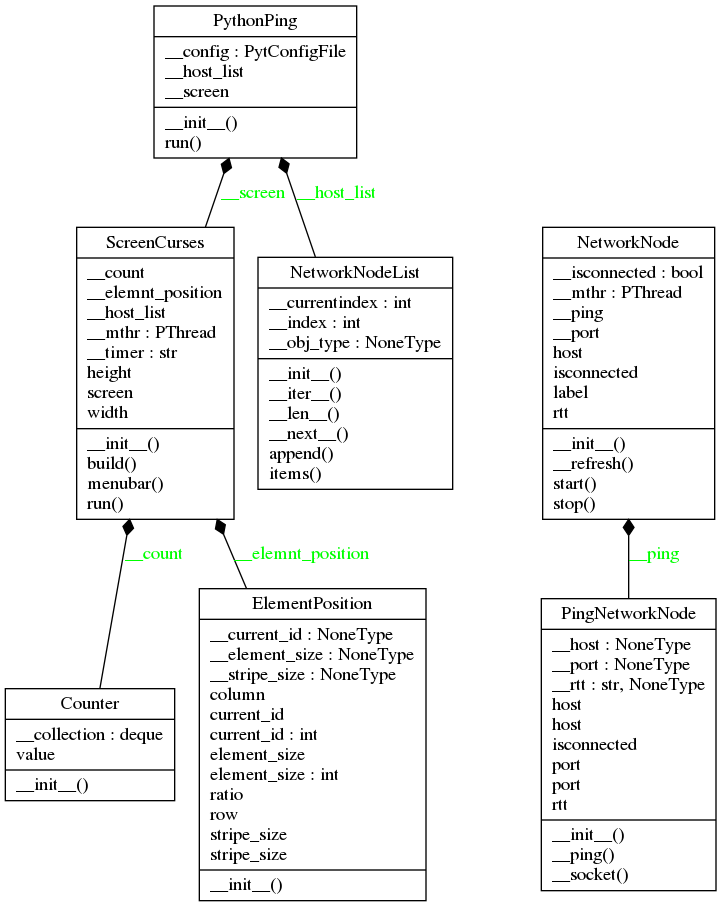 PythonPing
__config : PytConfigFile
__host_list
__screen
__init__()
run()
__screen
__host_list
ScreenCurses
__count
__elemnt_position
__host_list
__mthr : PThread
__timer : str
height
screen
width
__init__()
build()
menubar()
run()
NetworkNodeList
__currentindex : int
__index : int
__obj_type : NoneType
__init__()
__iter__()
__len__()
__next__()
append()
items()
NetworkNode
__isconnected : bool
__mthr : PThread
__ping
__port
host
isconnected
label
rtt
__init__()
__refresh()
start()
stop()
__count
__elemnt_position
__ping
Counter
__collection : deque
value
__init__()
ElementPosition
__current_id : NoneType
__element_size : NoneType
__stripe_size : NoneType
column
current_id
current_id : int
element_size
element_size : int
ratio
row
stripe_size
stripe_size
__init__()
PingNetworkNode
__host : NoneType
__port : NoneType
__rtt : str, NoneType
host
host
isconnected
port
port
rtt
__init__()
__ping()
__socket()